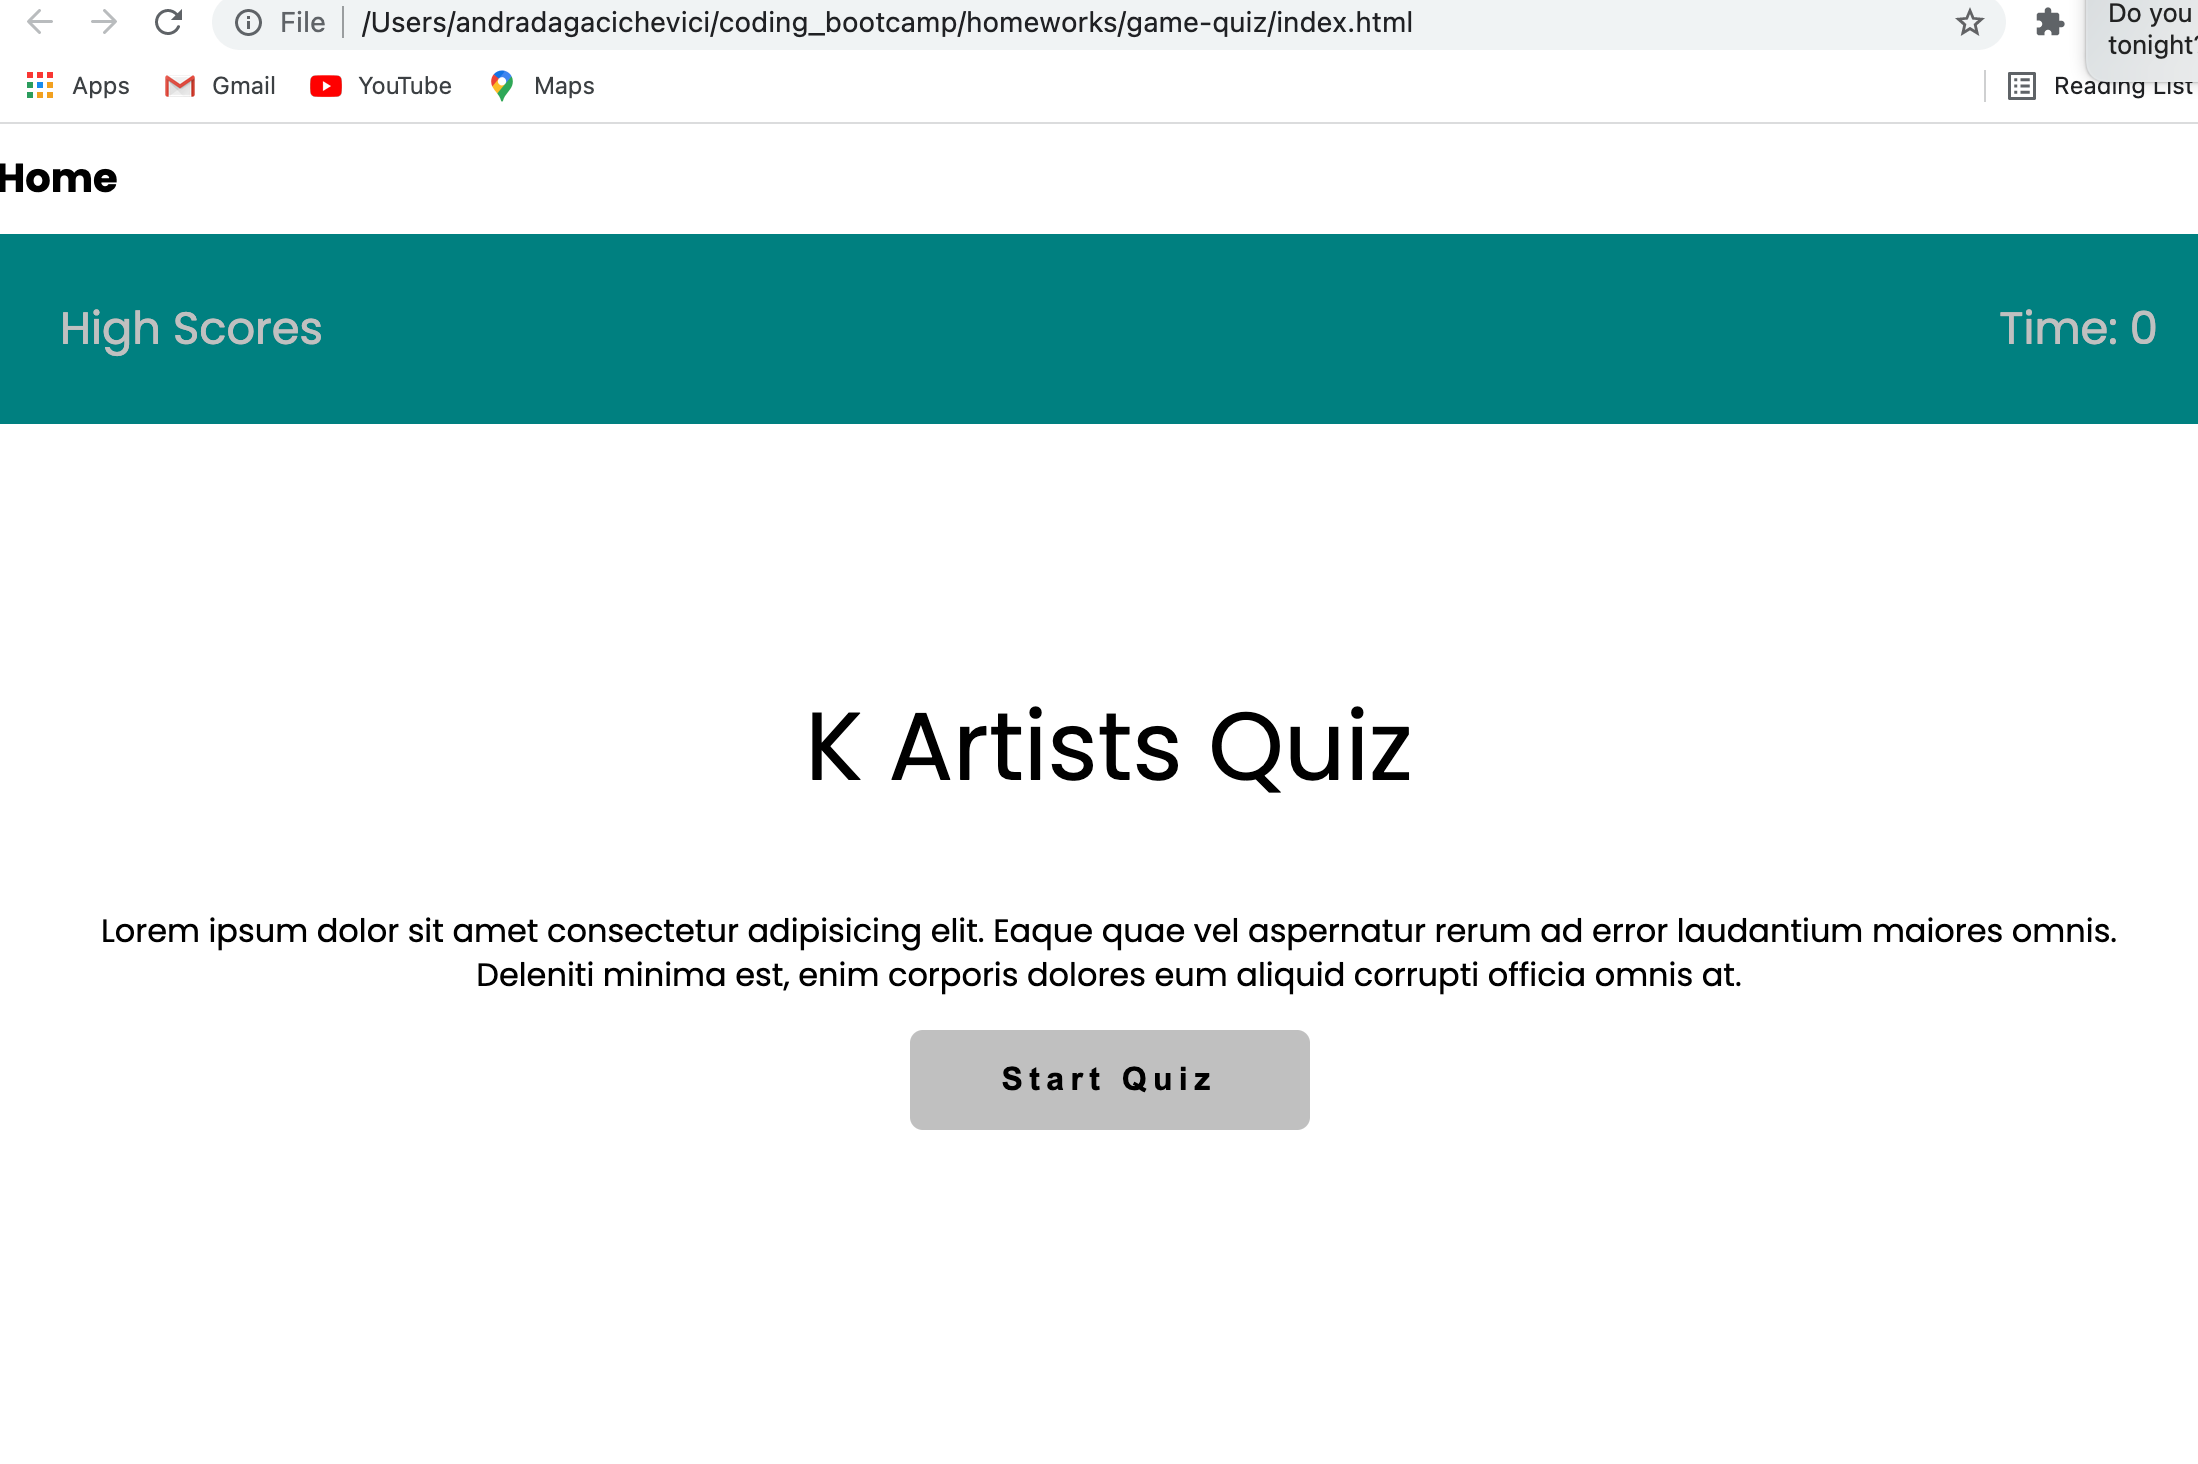 File /Users/andradagacichevici/coding_bootcamp/homeworks/game-quiz/index.html
Do you
tonight?
Apps Gmail YouTube Maps Reading List
Home
High Scores Time: 0
K Artists Quiz
Lorem ipsum dolor sit amet consectetur adipisicing elit. Eaque quae vel aspernatur rerum ad error laudantium maiores omnis.
Deleniti minima est, enim corporis dolores eum aliquid corrupti officia omnis at.
Start Quiz